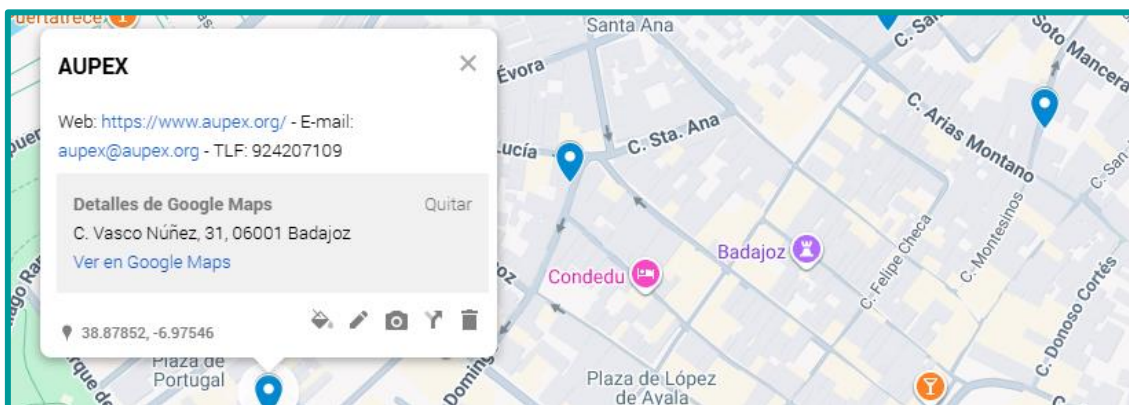 AUPEX
Web: https://www.aupex.org/ - E-mail:
aupex@aupex.org - TLF: 924207109
Detalles de Google Maps
Quitar
C. Vasco Núñez, 31, 06001 Badajoz
Ver en Google Maps
38.87852, -6.97546
Santa Ana
Évora
C. Sta. Ana
Soto Mancera
C. Arias Montano
Badajoz
Condedu
C. Felipe Checa
C. Montesinos
C. Donoso Cortés
Plaza de
Portugal
Plaza de López
de Ayala